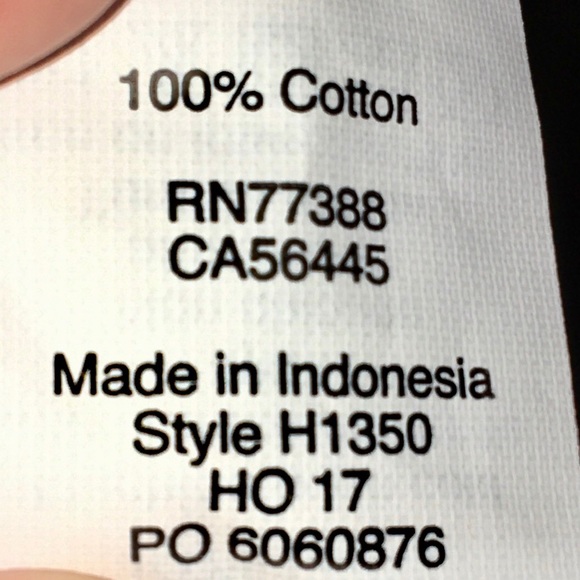 100% Cotton
RN77388
CA56445
Made in Indonesia
Style H1350
HO 17
PO 6060876